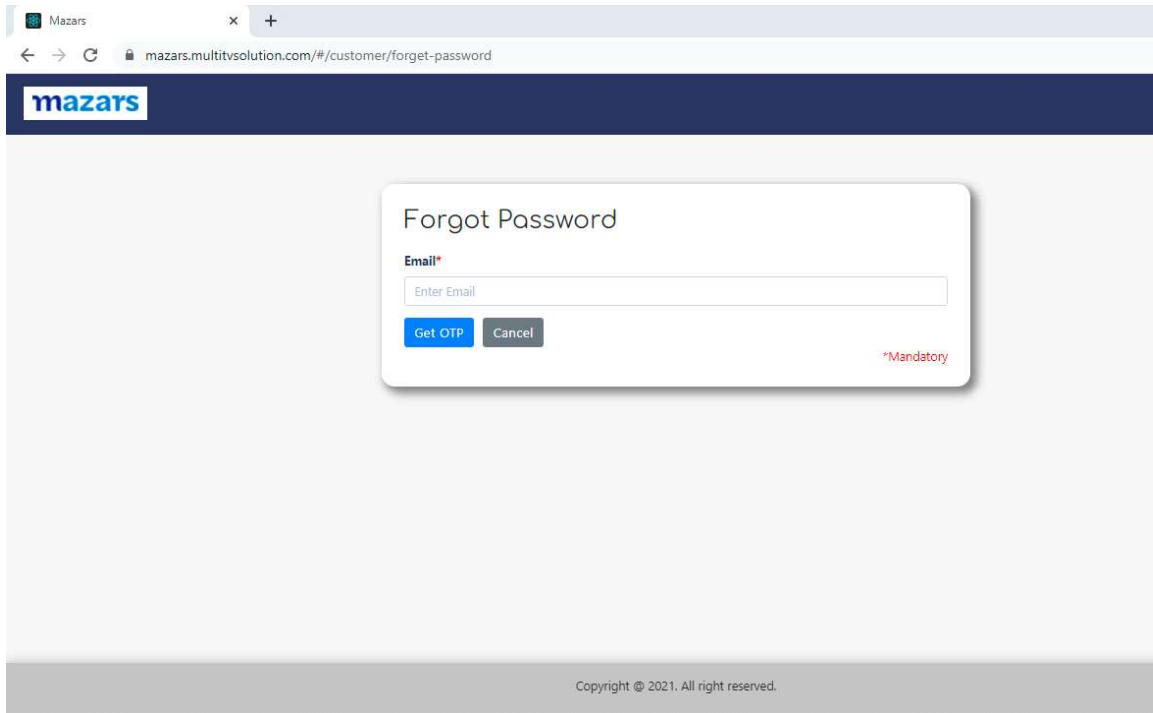 Mazars
mazars.multitvsolution.com/#/customer/forget-password
mazars
Forgot Password
Email*
Enter Email
Get OTP Cancel
*Mandatory
Copyright @ 2021. All right reserved.